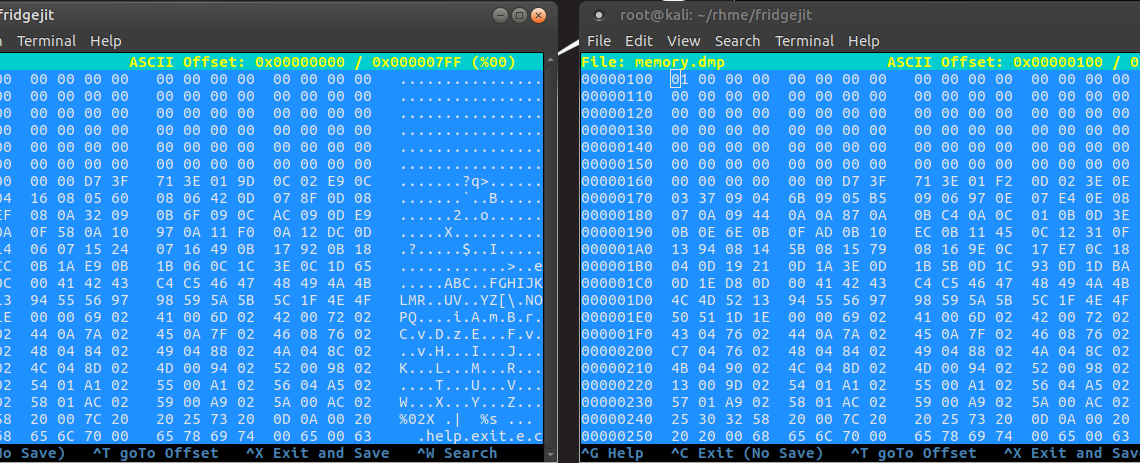 fridgejit
Terminal Help
ASCII Offset: 0x00000000 / 0x000007FF (%00)
00 00 00 00 00 00 00 00 00 00 00 00 00 ................
00 00 00 00 00 00 00 00 00 00 00 00 00 ................
00 00 00 00 00 00 00 00 00 00 00 00 00 ................
00 00 00 00 00 00 00 00 00 00 00 00 00 ................
00 00 00 00 00 00 00 00 00 00 00 00 00 ................
00 00 00 00 00 00 00 00 00 00 00 00 00 ................
00 00 00 D7 3F 71 3E 01 9D 0C 02 E9 0C .......?q>......
04 16 08 05 60 08 06 42 0D 07 8F 0D 08 .......`..B.....
EF 08 0A 32 09 0B 6F 09 0C AC 09 0D E9 ......2..o.....
0A 0F 58 0A 10 97 0A 11 F0 0A 12 DC 0D .....X..........
14 06 07 15 24 07 16 49 0B 17 92 0B 18 .?.....$..I.....
CC 0B 1A E9 0B 1B 06 0C 1C 3E 0C 1D 65 ............>..e
0C 00 41 42 43 C4 C5 46 47 48 49 4A 4B .....ABC..FGHIJK
13 94 55 56 97 98 59 5A 5B 5C 1F 4E 4F LMR..UV..YZ[\.NO
1E 00 00 69 02 41 00 6D 02 42 00 72 02 PQ....i.A.m.B.r.
02 44 0A 7A 02 45 0A 7F 02 46 08 76 02 C.v.D.z.E...F.v.
02 48 04 84 02 49 04 88 02 4A 04 8C 02 ..v.H...I...J...
02 4C 04 8D 02 4D 00 94 02 52 00 98 02 K...L...M...R...
02 54 01 A1 02 55 00 A1 02 56 04 A5 02 ....T...U...V...
02 58 01 AC 02 59 00 A9 02 5A 00 AC 02 W...X...Y...Z...
58 20 00 7C 20 20 25 73 20 0D 0A 00 20 %02X .|  %s ...
68 65 6C 70 00 65 78 69 74 00 65 00 63 .help.exit.e.c
No Save) ^T goTo Offset ^X Exit and Save ^W Search
root@kali: ~/rhme/fridgejit
File Edit View Search Terminal Help
File: memory.dmp ASCII Offset: 0x00000100 / 0
00000100 01 00 00 00 00 00 00 00 00 00 00 00 00 00 00 00
00000110 00 00 00 00 00 00 00 00 00 00 00 00 00 00 00 00
00000120 00 00 00 00 00 00 00 00 00 00 00 00 00 00 00 00
00000130 00 00 00 00 00 00 00 00 00 00 00 00 00 00 00 00
00000140 00 00 00 00 00 00 00 00 00 00 00 00 00 00 00 00
00000150 00 00 00 00 00 00 00 00 00 00 00 00 00 00 00 00
00000160 00 00 00 00 00 00 D7 3F 71 3E 01 F2 0D 02 3E 0E
00000170 03 37 09 04 6B 09 05 B5 09 06 97 0E 07 E4 0E 08
00000180 07 0A 09 44 0A 0A 87 0A 0B C4 0A 0C 01 0B 0D 3E
00000190 0B 0E 6E 0B 0F AD 0B 10 EC 0B 11 45 0C 12 31 0F
000001A0 13 94 08 14 5B 08 15 79 08 16 9E 0C 17 E7 0C 18
000001B0 04 0D 19 21 0D 1A 3E 0D 1B 5B 0D 1C 93 0D 1D BA
000001C0 0D 1E D8 0D 00 41 42 43 C4 C5 46 47 48 49 4A 4B
000001D0 4C 4D 52 13 94 55 56 97 98 59 5A 5B 5C 1F 4E 4F
000001E0 50 51 1D 1E 00 00 69 02 41 00 6D 02 42 00 72 02
000001F0 43 04 76 02 44 0A 7A 02 45 0A 7F 02 46 08 76 02
00000200 C7 04 76 02 48 04 84 02 49 04 88 02 4A 04 8C 02
00000210 4B 04 90 02 4C 04 8D 02 4D 00 94 02 52 00 98 02
00000220 13 00 9D 02 54 01 A1 02 55 00 A1 02 56 04 A5 02
00000230 57 01 A9 02 58 01 AC 02 59 00 A9 02 5A 00 AC 02
00000240 25 30 32 58 20 00 7C 20 20 25 73 20 0D 0A 00 20
00000250 20 20 00 68 65 6C 70 00 65 78 69 74 00 65 00 63
^G Help ^C Exit (No Save) ^T goTo Offset ^X Exit and Save